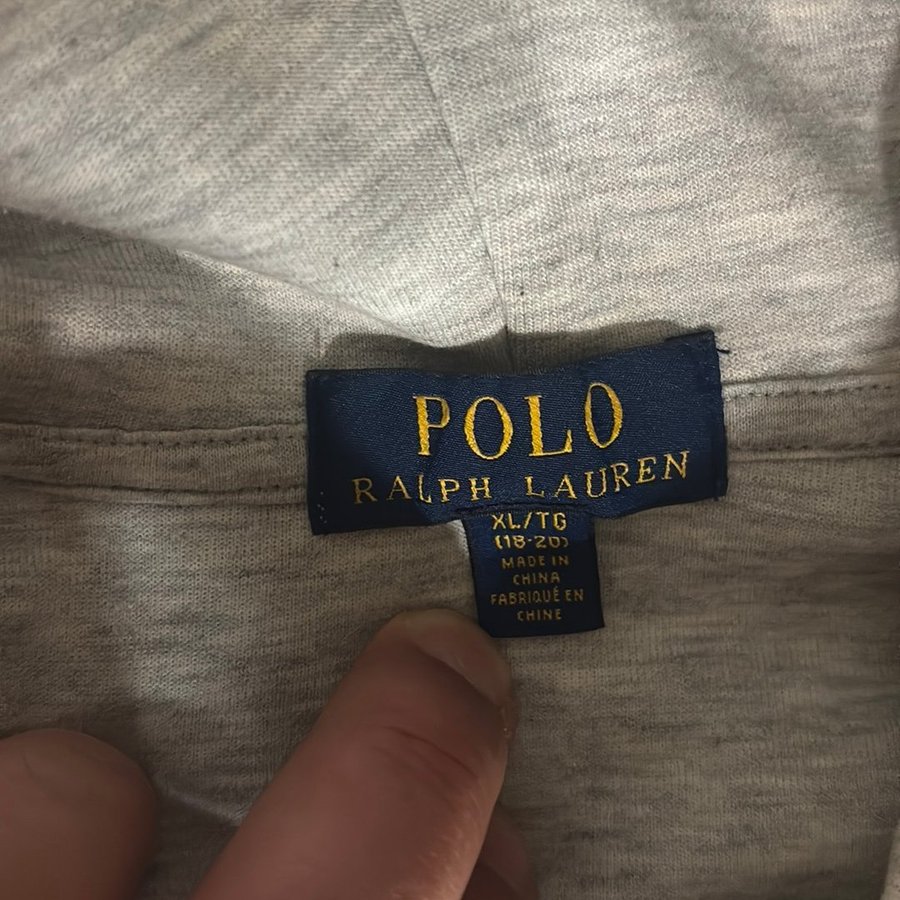 POLO
RALPH LAUREN
XL/TG
(18-20)
MADE IN
CHINA
FABRIQUÉ EN
CHINE